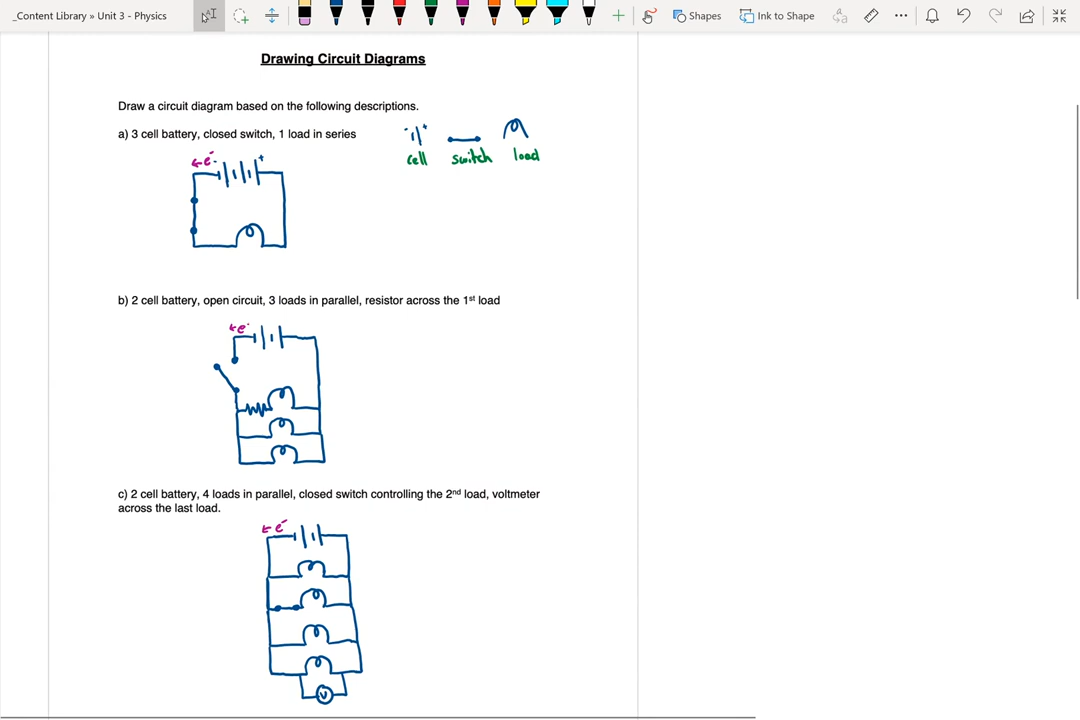 _Content Library » Unit 3 - Physics
Shapes
Ink to Shape
Drawing Circuit Diagrams
Draw a circuit diagram based on the following descriptions.
a) 3 cell battery, closed switch, 1 load in series
- +
cell switch load
← e⁻ - +
b) 2 cell battery, open circuit, 3 loads in parallel, resistor across the 1st load
← e⁻
c) 2 cell battery, 4 loads in parallel, closed switch controlling the 2nd load, voltmeter
across the last load.
← e⁻
V